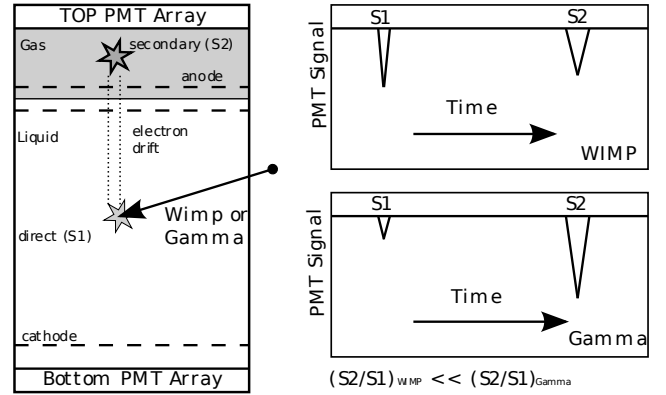 TOP PMT Array
Gas
secondary (S2)
anode
Liquid
electron
drift
Wimp or
Gamma
direct (S1)
cathode
Bottom PMT Array
S1
S2
PMT Signal
Time
WIMP
S1
S2
PMT Signal
Time
Gamma
(S2/S1) WIMP << (S2/S1)Gamma